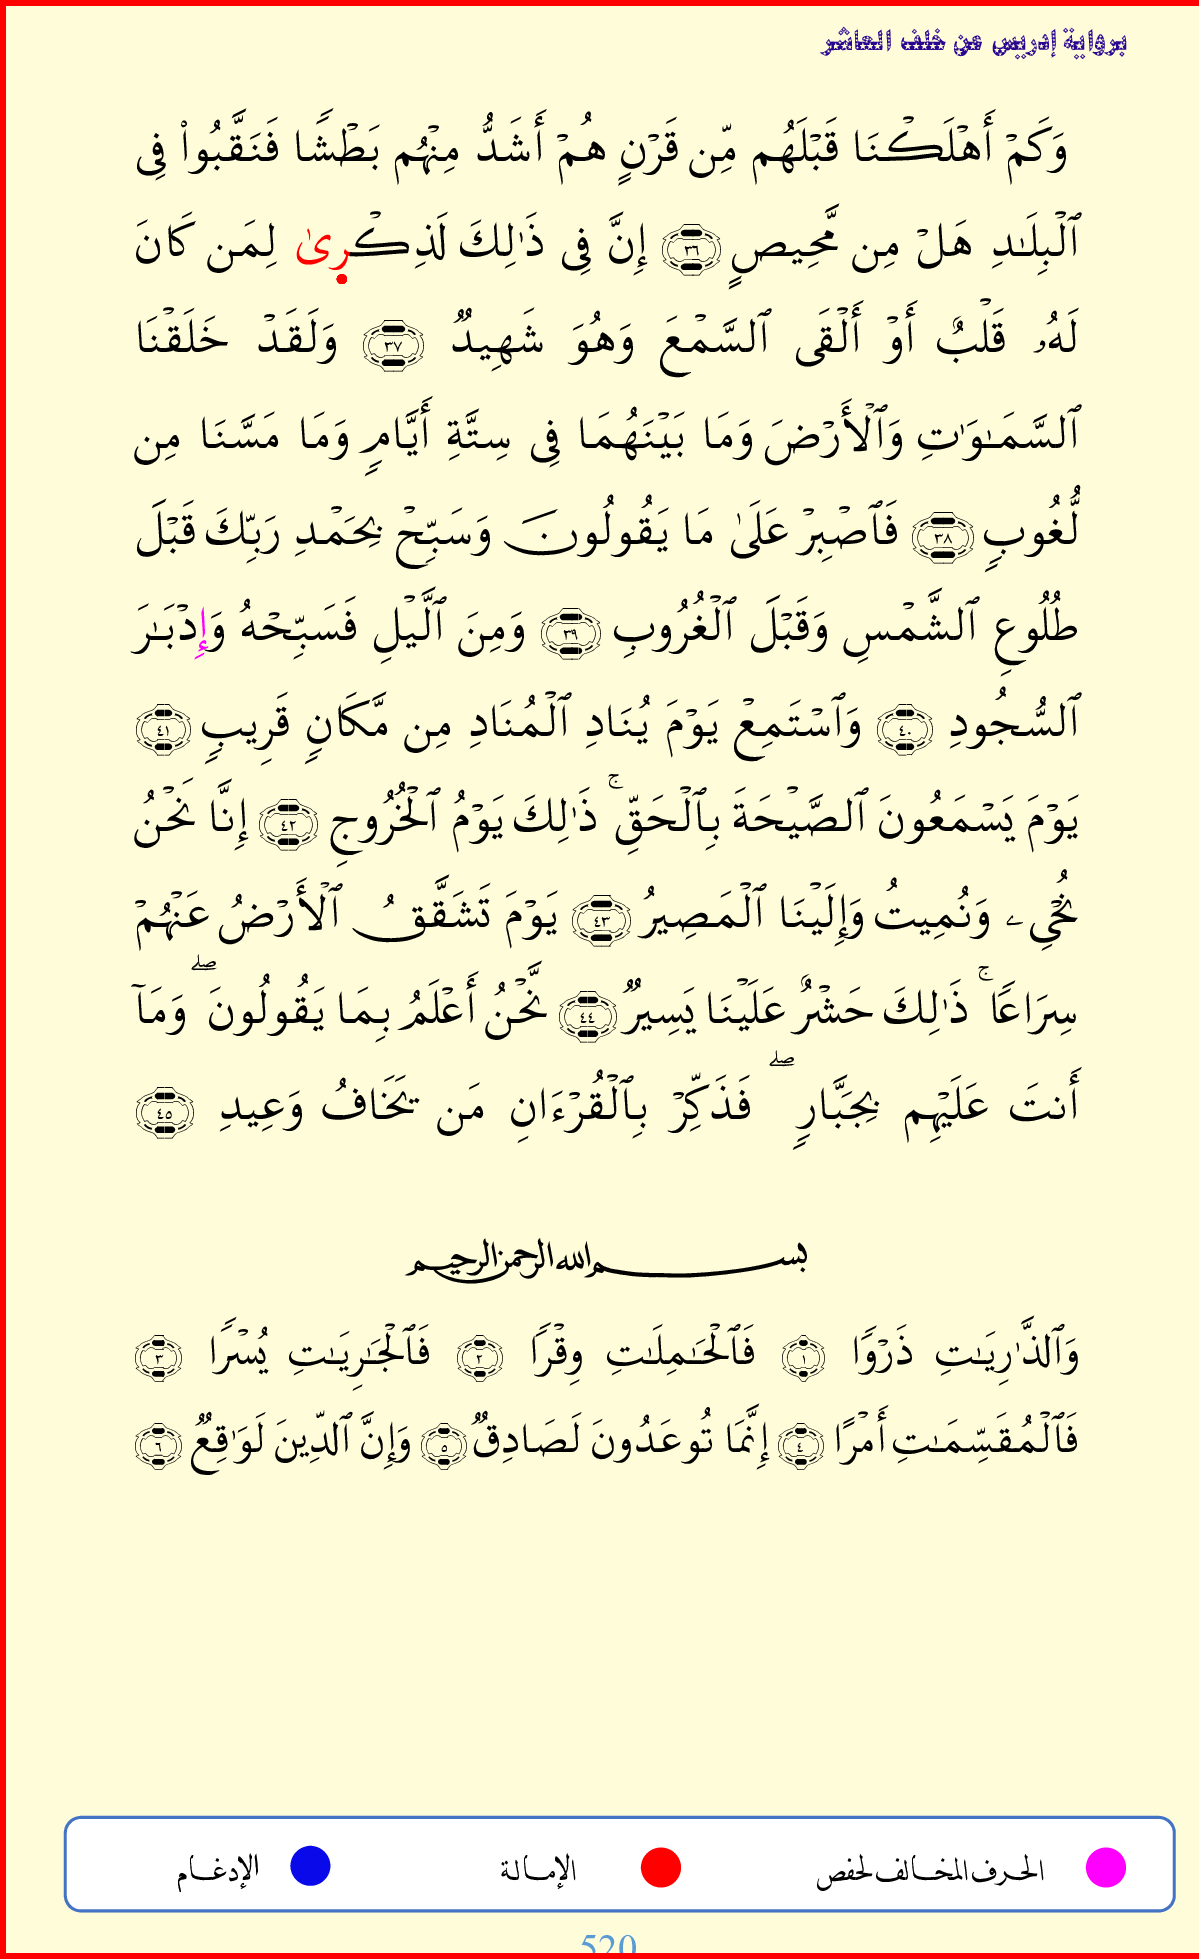 برواية إدريس عن خلف العاشر
وَكَمۡ أَهۡلَكۡنَا قَبۡلَهُم مِّن قَرۡنٍ هُمۡ أَشَدُّ مِنۡهُم بَطۡشٗا فَنَقَّبُواْ فِي
ٱلۡبِلَٰدِ هَلۡ مِن مَّحِيصٍ ٣٦ إِنَّ فِي ذَٰلِكَ لَذِكۡرِىٰ لِمَن كَانَ
لَهُۥ قَلۡبٌ أَوۡ أَلۡقَى ٱلسَّمۡعَ وَهُوَ شَهِيدٞ ٣٧ وَلَقَدۡ خَلَقۡنَا
ٱلسَّمَٰوَٰتِ وَٱلۡأَرۡضَ وَمَا بَيۡنَهُمَا فِي سِتَّةِ أَيَّامٖ وَمَا مَسَّنَا مِن
لُّغُوبٖ ٣٨ فَٱصۡبِرۡ عَلَىٰ مَا يَقُولُونَ وَسَبِّحۡ بِحَمۡدِ رَبِّكَ قَبۡلَ
طُلُوعِ ٱلشَّمۡسِ وَقَبۡلَ ٱلۡغُرُوبِ ٣٩ وَمِنَ ٱلَّيۡلِ فَسَبِّحۡهُ وَإِدۡبَٰرَ
ٱلسُّجُودِ ٤٠ وَٱسۡتَمِعۡ يَوۡمَ يُنَادِ ٱلۡمُنَادِ مِن مَّكَانٖ قَرِيبٖ ٤١
يَوۡمَ يَسۡمَعُونَ ٱلصَّيۡحَةَ بِٱلۡحَقِّۚ ذَٰلِكَ يَوۡمُ ٱلۡخُرُوجِ ٤٢ إِنَّا نَحۡنُ
نُحۡيِۦ وَنُمِيتُ وَإِلَيۡنَا ٱلۡمَصِيرُ ٤٣ يَوۡمَ تَشَقَّقُ ٱلۡأَرۡضُ عَنۡهُمۡ
سِرَاعٗاۚ ذَٰلِكَ حَشۡرٌ عَلَيۡنَا يَسِيرٞ ٤٤ نَّحۡنُ أَعۡلَمُ بِمَا يَقُولُونَۖ وَمَآ
أَنتَ عَلَيۡهِم بِجَبَّارٖۖ فَذَكِّرۡ بِٱلۡقُرۡءَانِ مَن يَخَافُ وَعِيدِ ٤٥
بسم الله الرحمن الرحيم
وَٱلذَّٰرِيَٰتِ ذَرۡوٗا ١ فَٱلۡحَٰمِلَٰتِ وِقۡرٗا ٢ فَٱلۡجَٰرِيَٰتِ يُسۡرٗا ٣
فَٱلۡمُقَسِّمَٰتِ أَمۡرًا ٤ إِنَّمَا تُوعَدُونَ لَصَادِقٞ ٥ وَإِنَّ ٱلدِّينَ لَوَٰقِعٞ ٦
الحرف المخالف لحفص الإمالة الإدغام
520